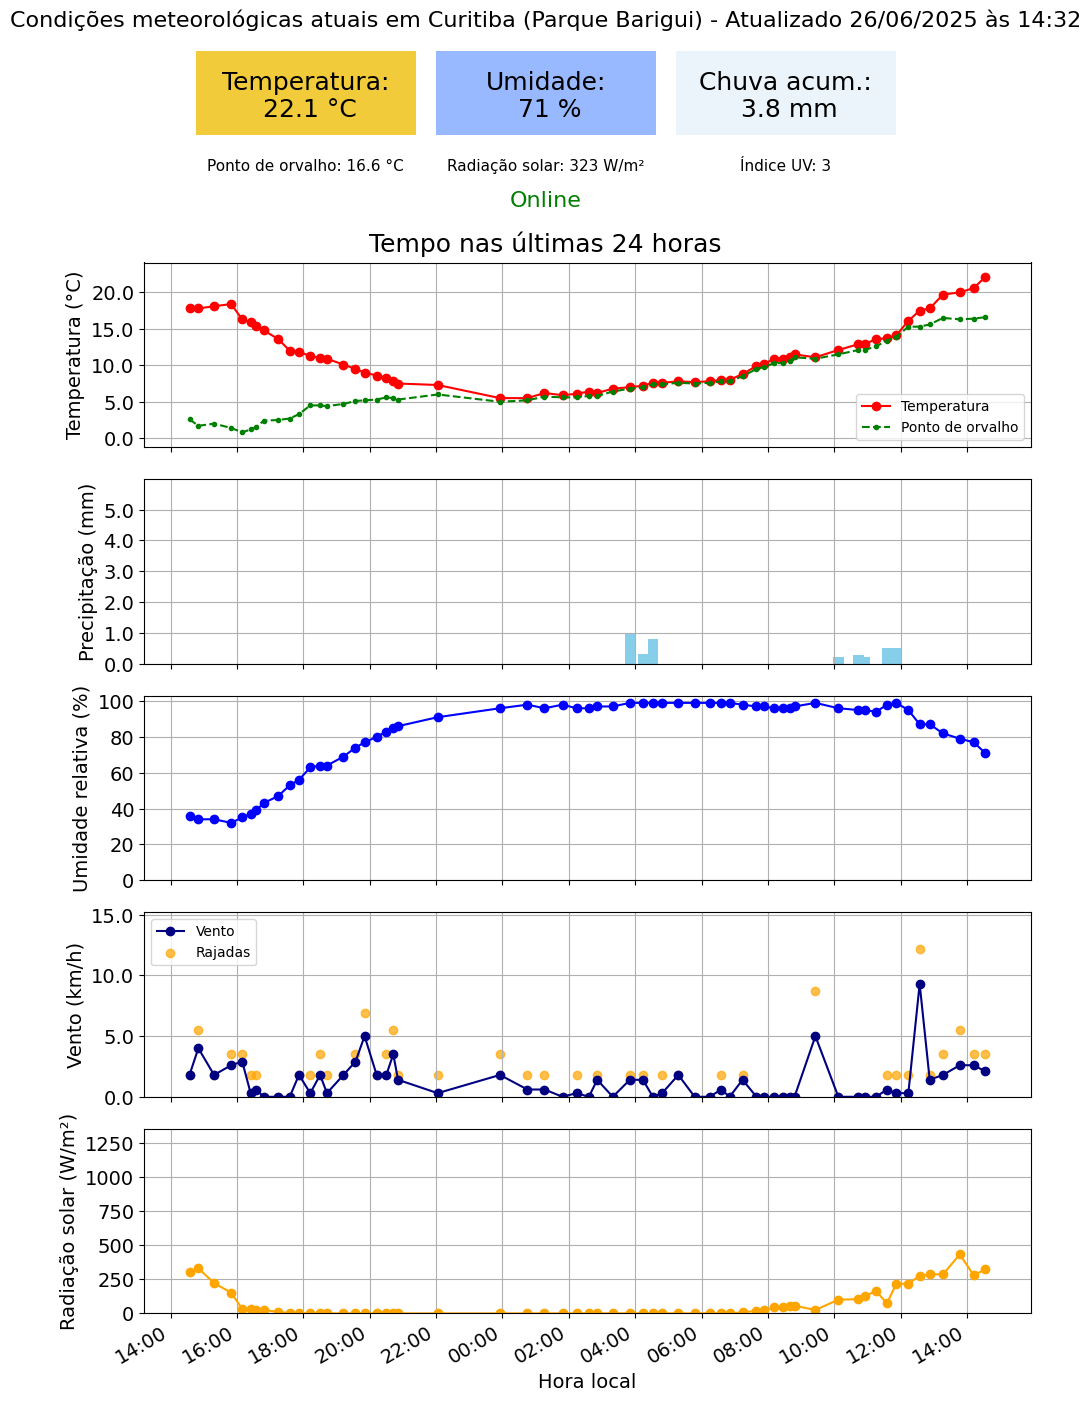 Condições meteorológicas atuais em Curitiba (Parque Barigui) - Atualizado 26/06/2025 às 14:32
Temperatura:
22.1 °C
Umidade:
71 %
Chuva acum.:
3.8 mm
Ponto de orvalho: 16.6 °C
Radiação solar: 323 W/m²
Índice UV: 3
Online
Tempo nas últimas 24 horas
Temperatura (°C)
20.0
15.0
10.0
5.0
0.0
Temperatura
Ponto de orvalho
Precipitação (mm)
5.0
4.0
3.0
2.0
1.0
0.0
Umidade relativa (%)
100
80
60
40
20
0
Vento (km/h)
15.0
10.0
5.0
0.0
Vento
Rajadas
Radiação solar (W/m²)
1250
1000
750
500
250
0
14:00
16:00
18:00
20:00
22:00
00:00
02:00
04:00
06:00
08:00
10:00
12:00
14:00
Hora local